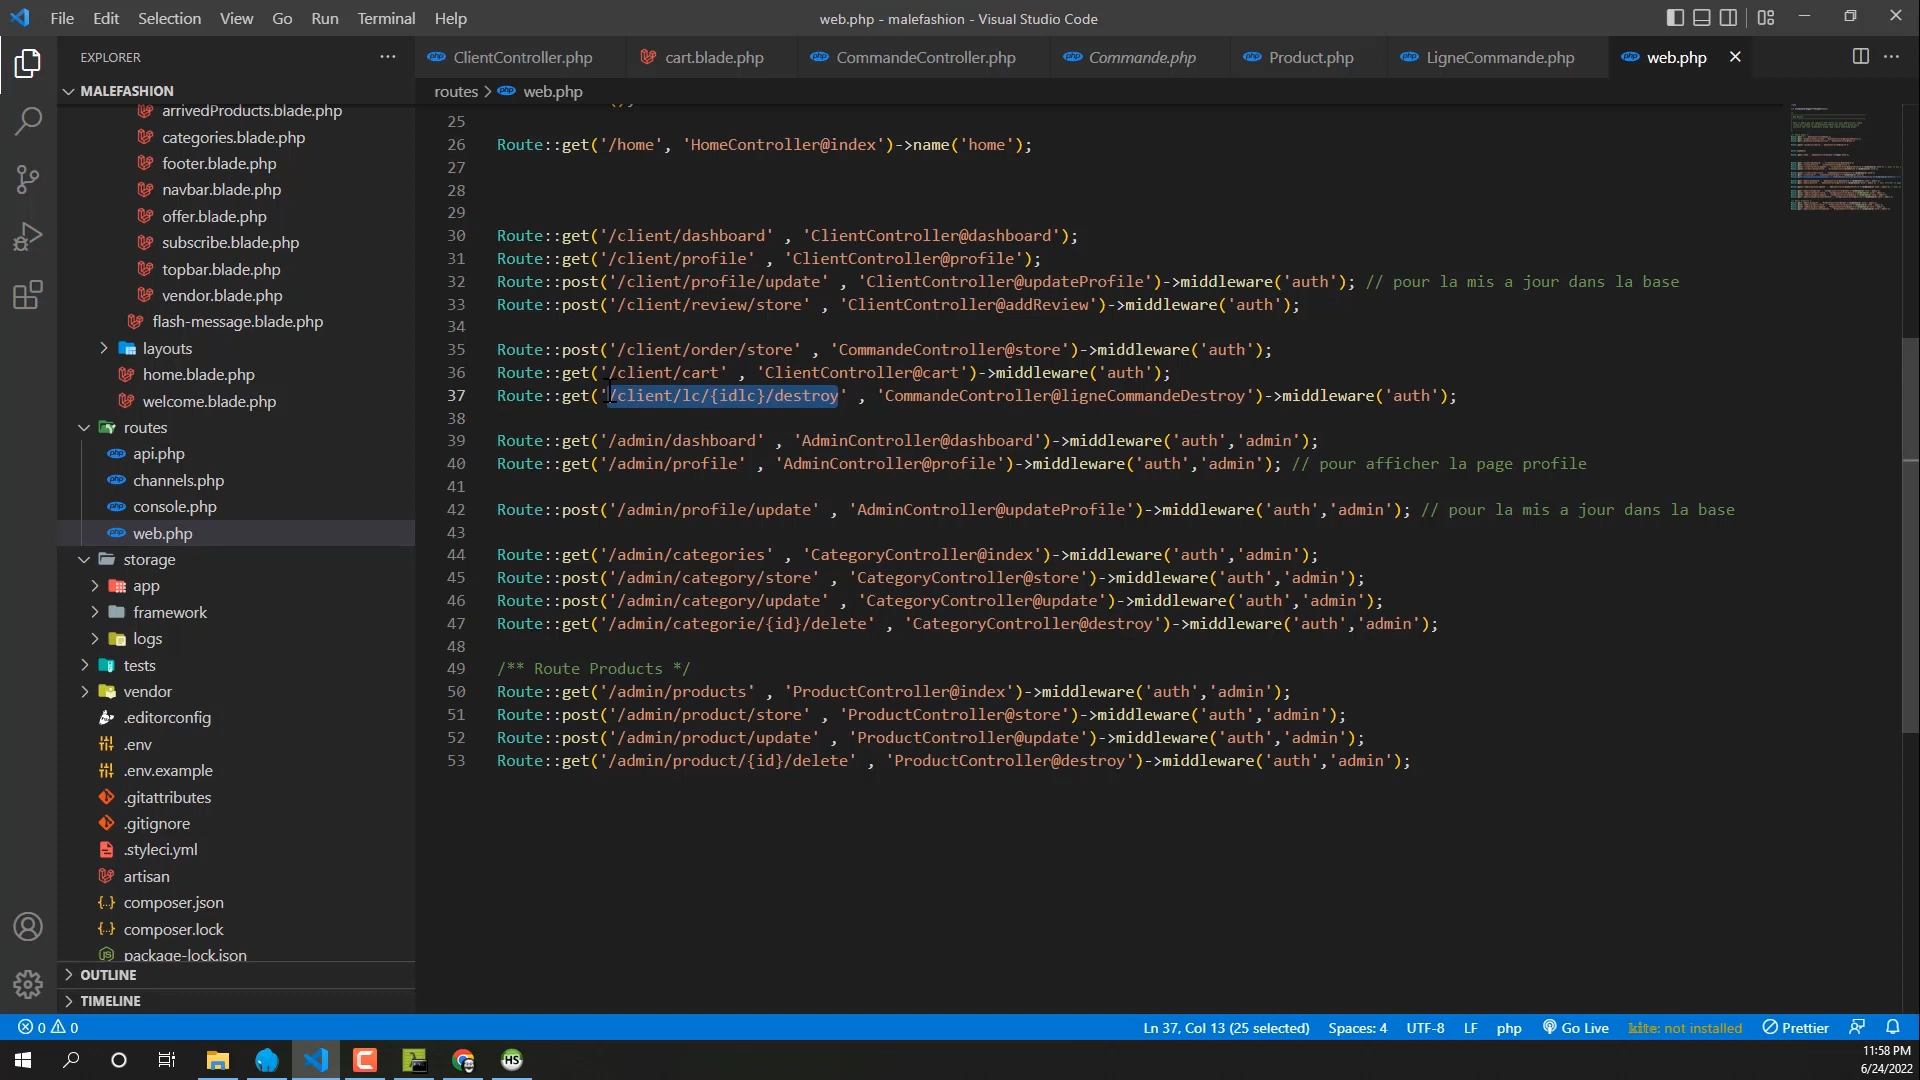 File Edit Selection View Go Run Terminal Help
web.php - malefashion - Visual Studio Code
EXPLORER
MALEFASHION
arrivedProducts.blade.php
categories.blade.php
footer.blade.php
navbar.blade.php
offer.blade.php
subscribe.blade.php
topbar.blade.php
vendor.blade.php
flash-message.blade.php
layouts
home.blade.php
welcome.blade.php
routes
api.php
channels.php
console.php
web.php
storage
app
framework
logs
tests
vendor
.editorconfig
.env
.env.example
.gitattributes
.gitignore
.styleci.yml
artisan
composer.json
composer.lock
package-lock.json
OUTLINE
TIMELINE
ClientController.php cart.blade.php CommandeController.php Commande.php Product.php LigneCommande.php web.php
routes > web.php
25
26 Route::get('/home', 'HomeController@index')->name('home');
27
28
29
30 Route::get('/client/dashboard' , 'ClientController@dashboard');
31 Route::get('/client/profile' , 'ClientController@profile');
32 Route::post('/client/profile/update' , 'ClientController@updateProfile')->middleware('auth'); // pour la mis a jour dans la base
33 Route::post('/client/review/store' , 'ClientController@addReview')->middleware('auth');
34
35 Route::post('/client/order/store' , 'CommandeController@store')->middleware('auth');
36 Route::get('/client/cart' , 'ClientController@cart')->middleware('auth');
37 Route::get('/client/lc/{idlc}/destroy' , 'CommandeController@ligneCommandeDestroy')->middleware('auth');
38
39 Route::get('/admin/dashboard' , 'AdminController@dashboard')->middleware('auth','admin');
40 Route::get('/admin/profile' , 'AdminController@profile')->middleware('auth','admin'); // pour afficher la page profile
41
42 Route::post('/admin/profile/update' , 'AdminController@updateProfile')->middleware('auth','admin'); // pour la mis a jour dans la base
43
44 Route::get('/admin/categories' , 'CategoryController@index')->middleware('auth','admin');
45 Route::post('/admin/category/store' , 'CategoryController@store')->middleware('auth','admin');
46 Route::post('/admin/category/update' , 'CategoryController@update')->middleware('auth','admin');
47 Route::get('/admin/categorie/{id}/delete' , 'CategoryController@destroy')->middleware('auth','admin');
48
49 /** Route Products */
50 Route::get('/admin/products' , 'ProductController@index')->middleware('auth','admin');
51 Route::post('/admin/product/store' , 'ProductController@store')->middleware('auth','admin');
52 Route::post('/admin/product/update' , 'ProductController@update')->middleware('auth','admin');
53 Route::get('/admin/product/{id}/delete' , 'ProductController@destroy')->middleware('auth','admin');
0 0
Ln 37, Col 13 (25 selected) Spaces: 4 UTF-8 LF php Go Live kite: not installed Prettier
HS
11:58 PM
6/24/2022